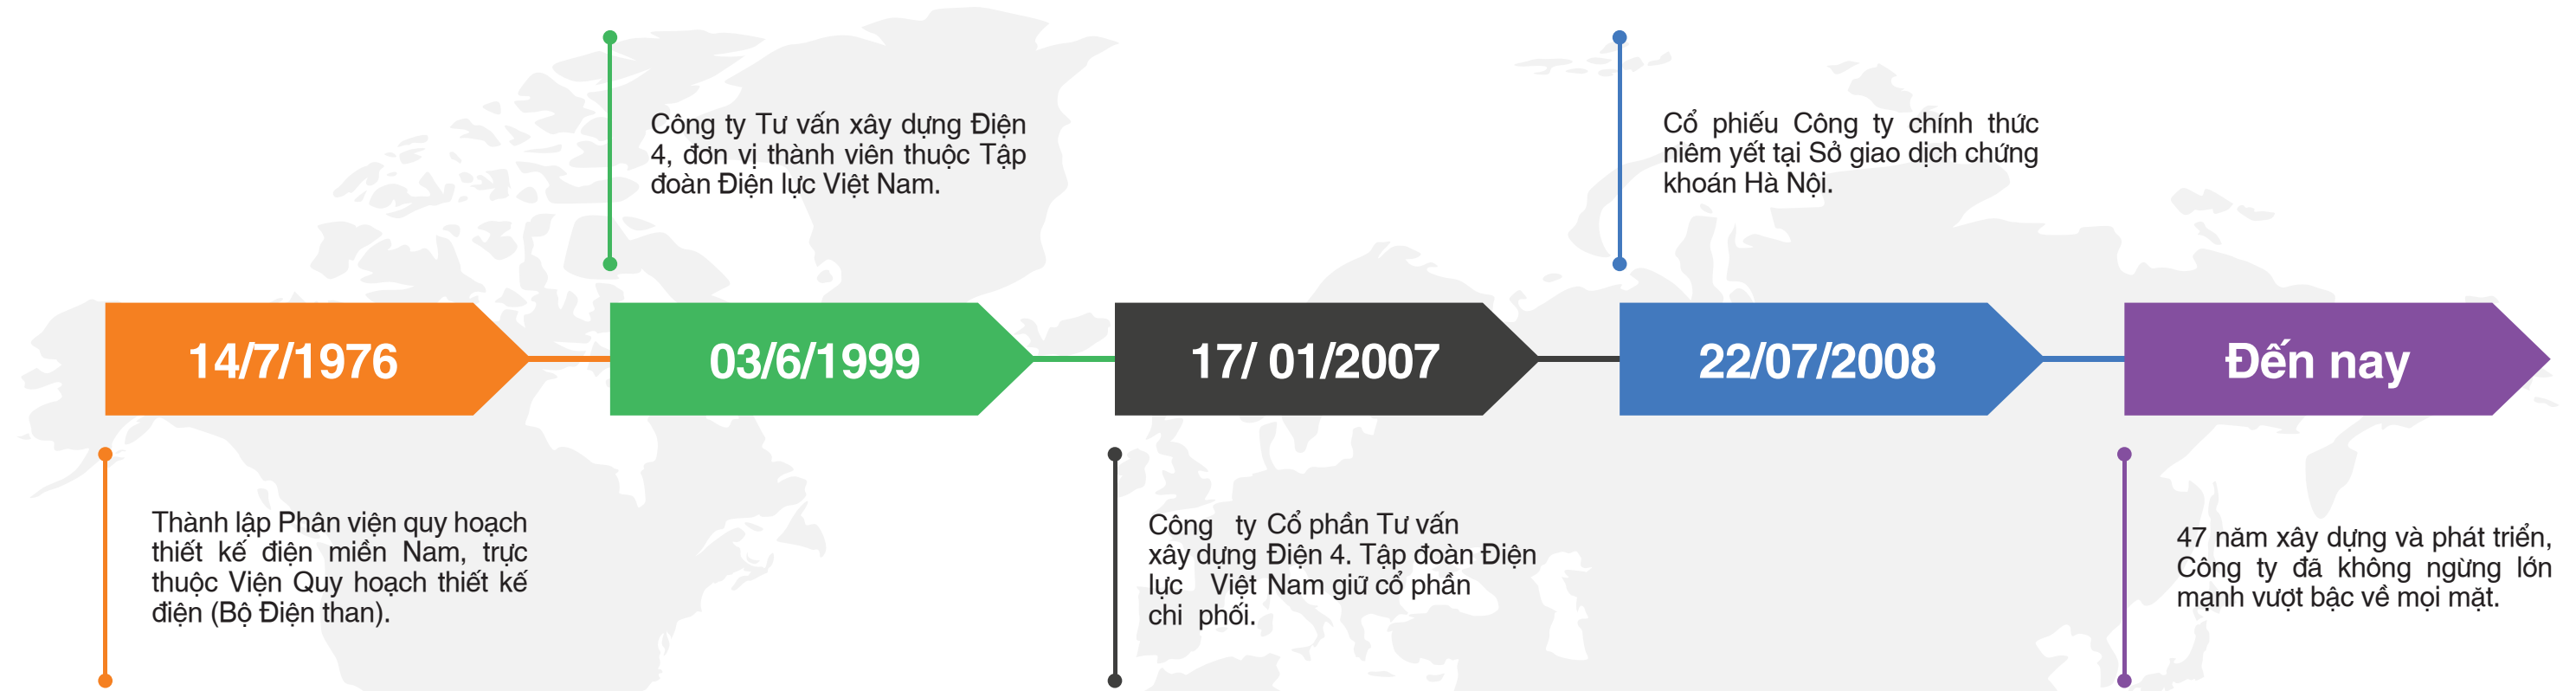 14/7/1976
Thành lập Phân viện quy hoạch
thiết kế điện miền Nam, trực
thuộc Viện Quy hoạch thiết kế
điện (Bộ Điện than).
Công ty Tư vấn xây dựng Điện
4, đơn vị thành viên thuộc Tập
đoàn Điện lực Việt Nam.
03/6/1999
17/ 01/2007
Công ty Cổ phần Tư vấn
xây dựng Điện 4. Tập đoàn Điện
lực Việt Nam giữ cổ phần
chi phối.
Cổ phiếu Công ty chính thức
niêm yết tại Sở giao dịch chứng
khoán Hà Nội.
22/07/2008
Đến nay
47 năm xây dựng và phát triển,
Công ty đã không ngừng lớn
mạnh vượt bậc về mọi mặt.